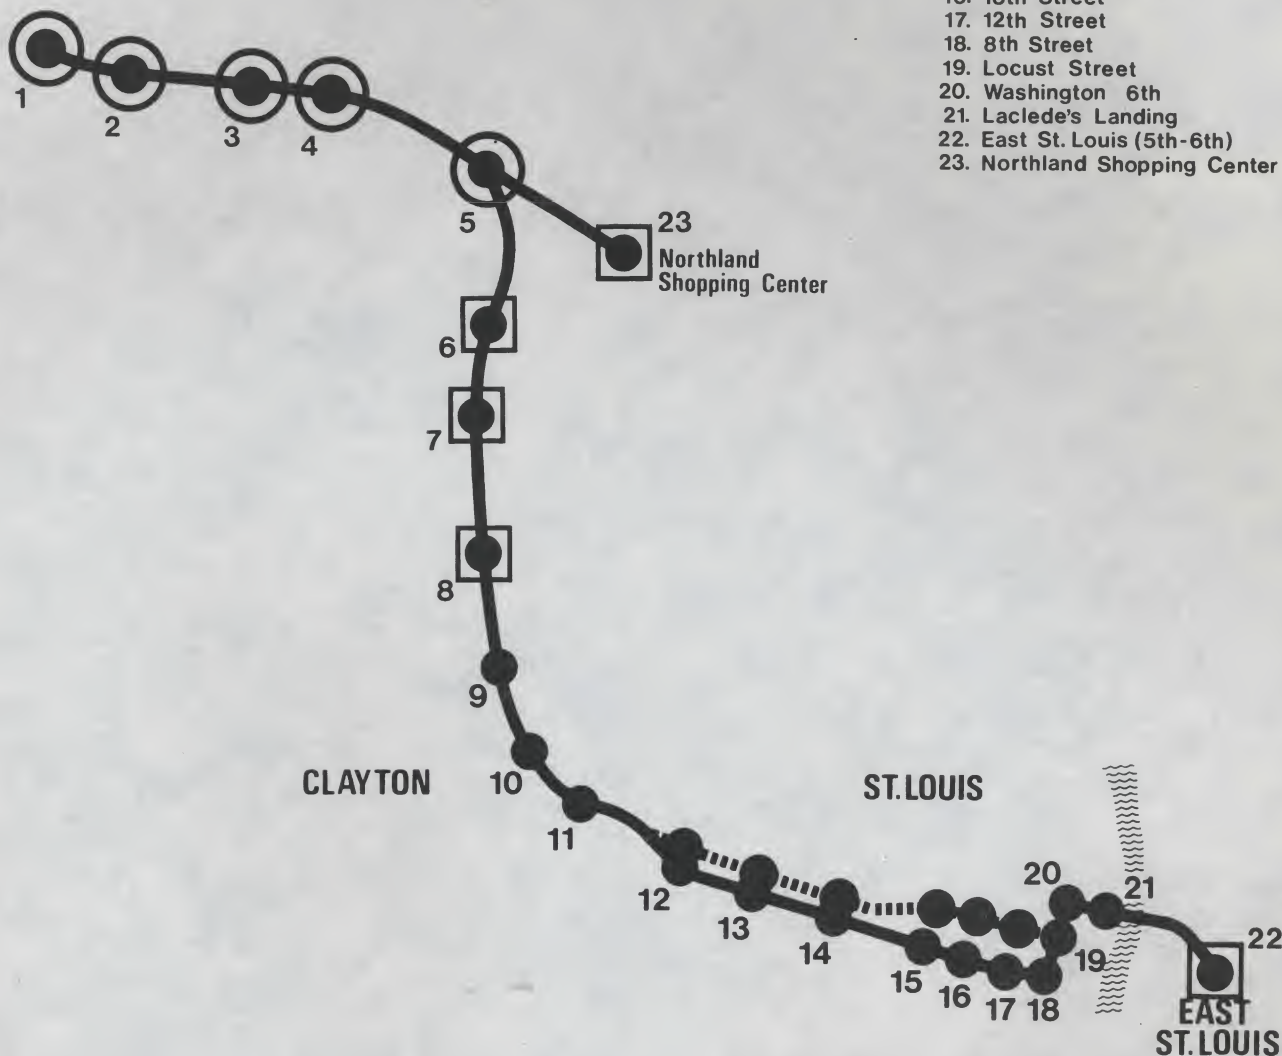 17. 12th Street
18. 8th Street
19. Locust Street
20. Washington 6th
21. Laclede's Landing
22. East St. Louis (5th-6th)
23. Northland Shopping Center
1
2
3
4
5
23
Northland
Shopping Center
6
7
8
9
10
CLAYTON
ST. LOUIS
11
12
13
14
15
16
17
18
19
20
21
22
EAST
ST. LOUIS